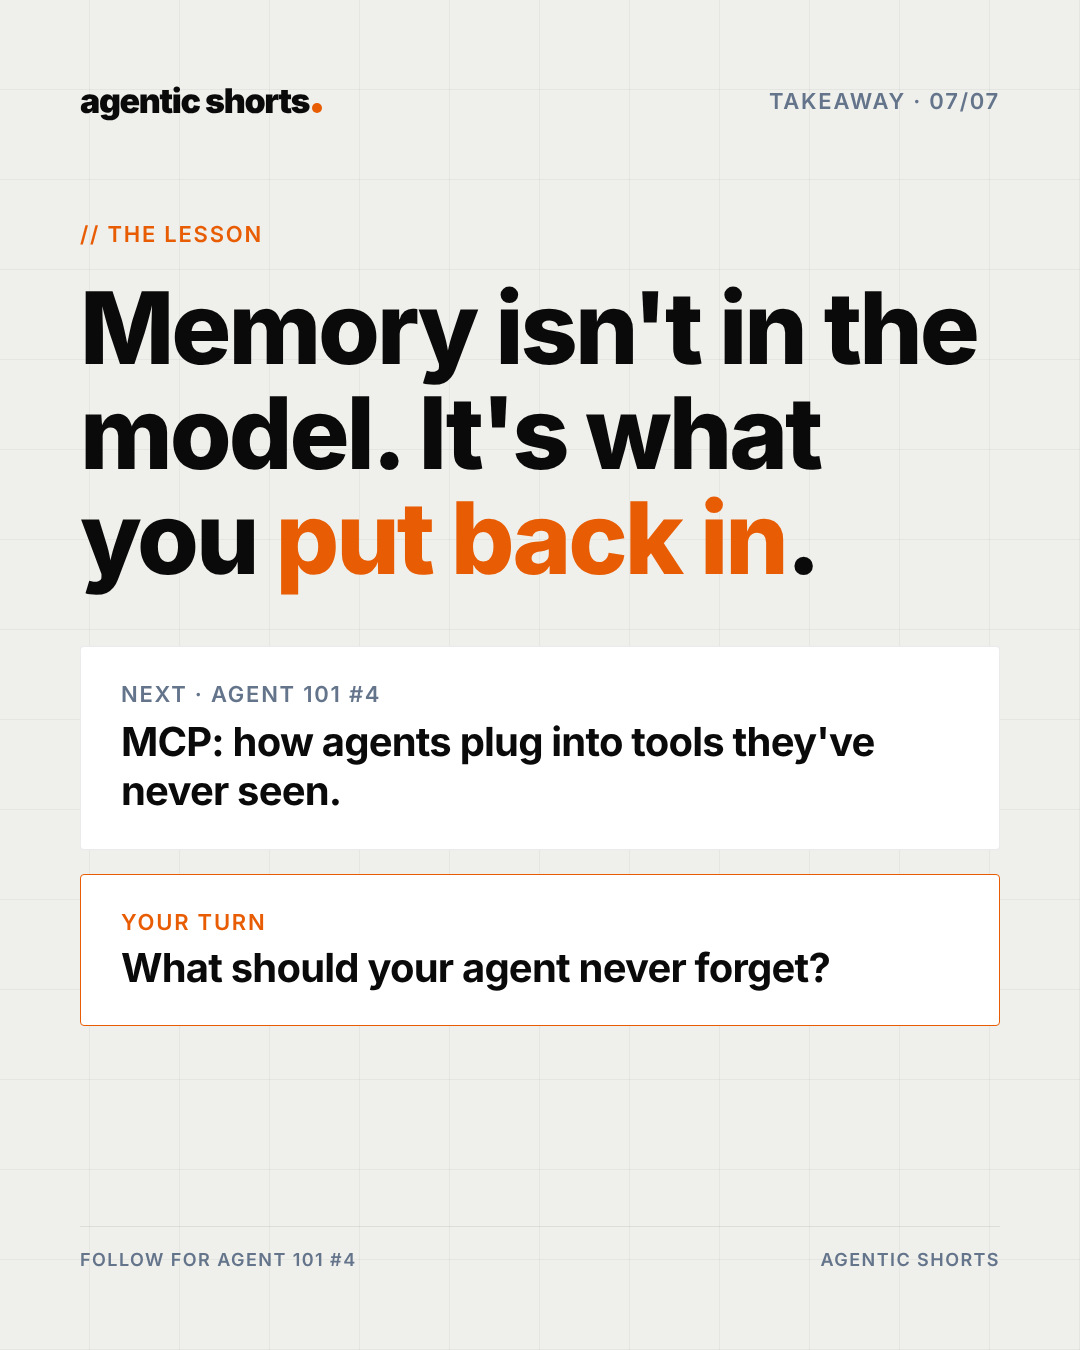 agentic shorts.
TAKEAWAY · 07/07
// THE LESSON
Memory isn't in the
model. It's what
you put back in.
NEXT · AGENT 101 #4
MCP: how agents plug into tools they've
never seen.
YOUR TURN
What should your agent never forget?
FOLLOW FOR AGENT 101 #4
AGENTIC SHORTS